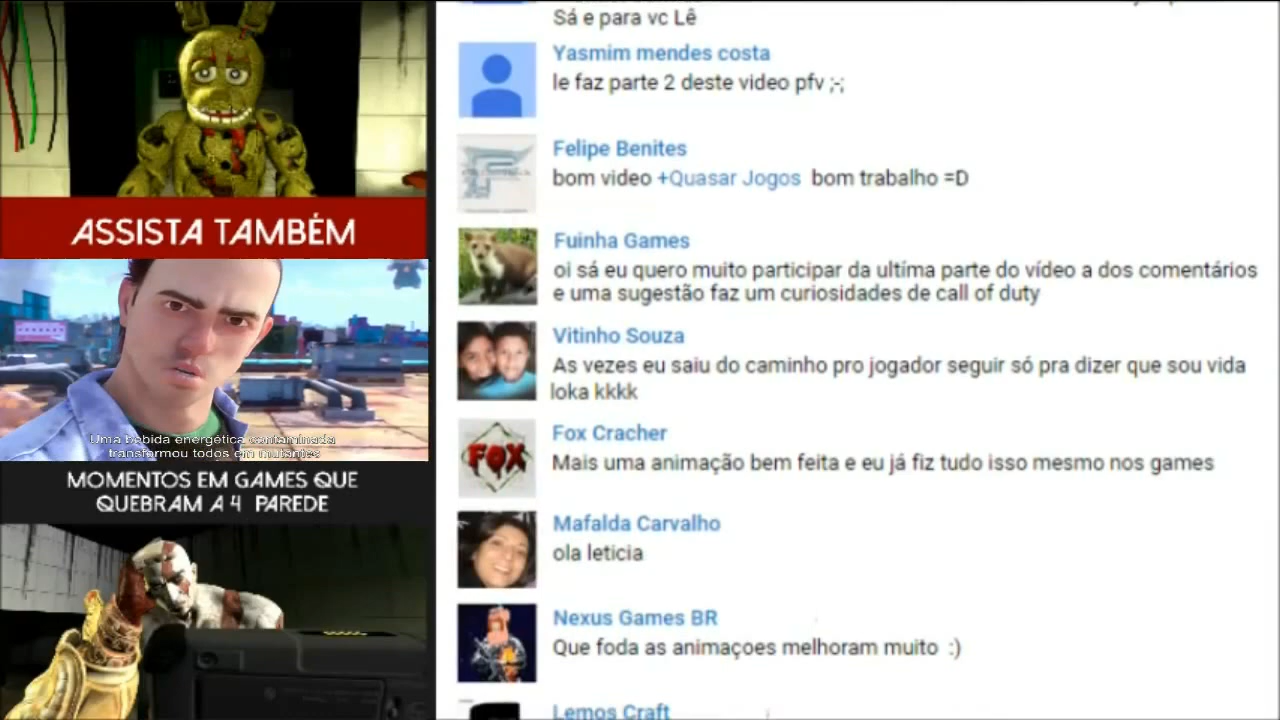 ASSISTA TAMBÉM
Uma bebida energética contaminada
transformou todos em mutantes
MOMENTOS EM GAMES QUE
QUEBRAM A 4 PAREDE
Sá e para vc Lê
Yasmim mendes costa
le faz parte 2 deste video pfv ;-;
Felipe Benites
bom video +Quasar Jogos bom trabalho =D
Fuinha Games
oi sá eu quero muito participar da ultíma parte do vídeo a dos comentários
e uma sugestão faz um curiosidades de call of duty
Vitinho Souza
As vezes eu saiu do caminho pro jogador seguir só pra dizer que sou vida
loka kkkk
FOX
Fox Cracher
Mais uma animação bem feita e eu já fiz tudo isso mesmo nos games
Mafalda Carvalho
ola leticia
Nexus Games BR
Que foda as animaçoes melhoram muito :)
Lemos Craft